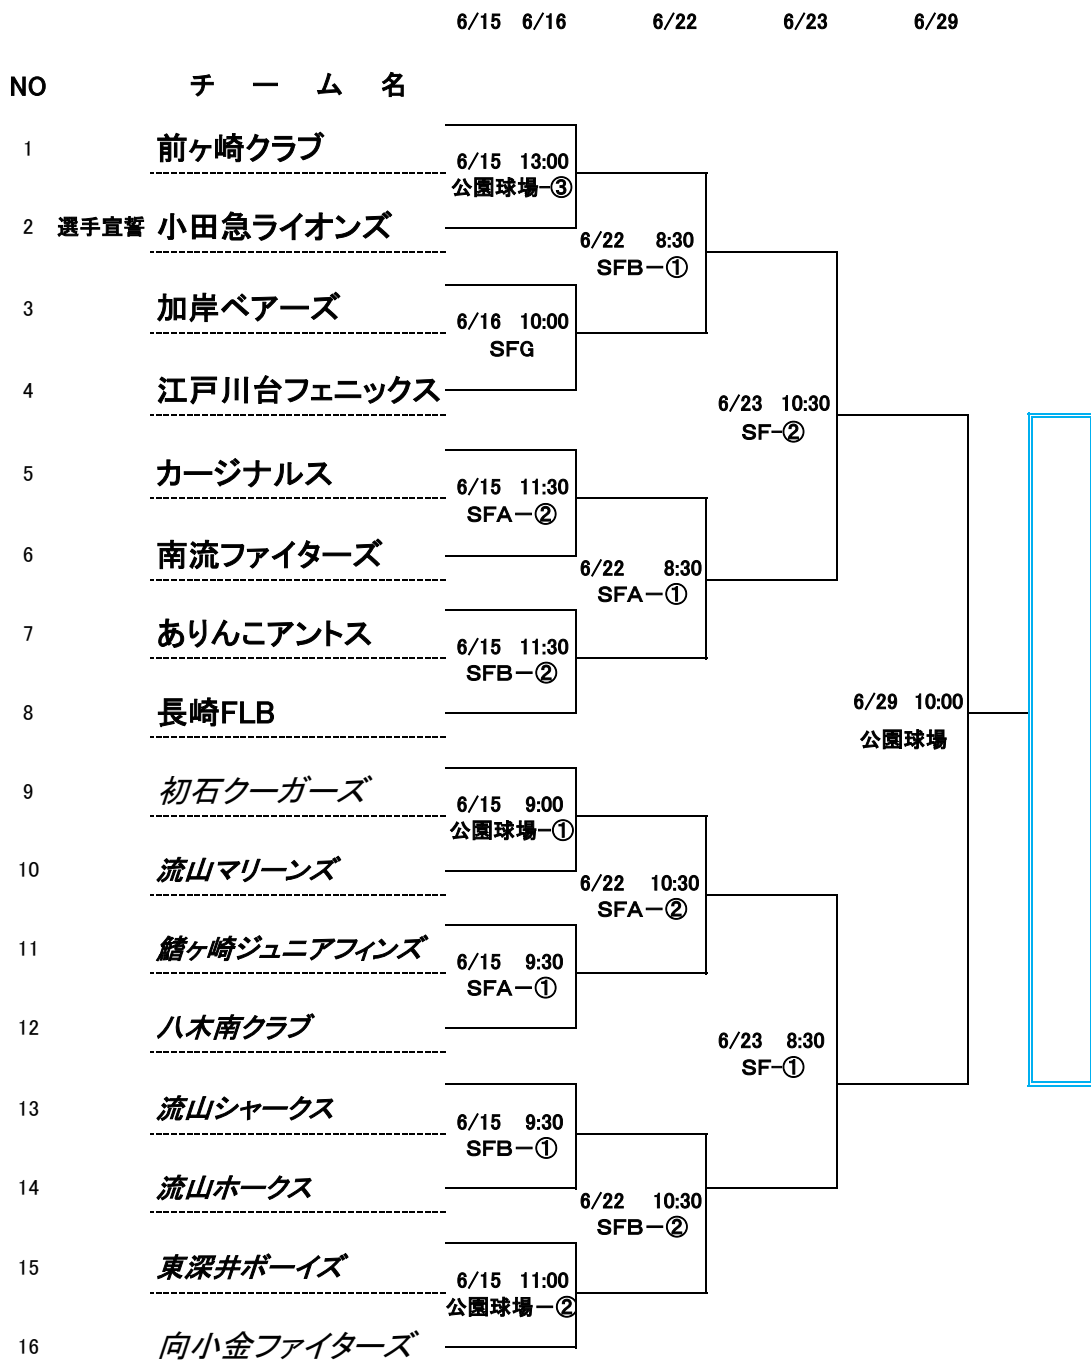 6/15 6/16 6/22 6/23 6/29
NO チ ー ム 名
1 前ヶ崎クラブ
6/15 13:00
公園球場-③
2 選手宣誓 小田急ライオンズ
6/22 8:30
SFB－①
3 加岸ベアーズ
6/16 10:00
SFG
4 江戸川台フェニックス
6/23 10:30
SF-②
5 カージナルス
6/15 11:30
SFA－②
6 南流ファイターズ
6/22 8:30
SFA－①
7 ありんこアントス
6/15 11:30
SFB－②
8 長崎FLB
6/29 10:00
公園球場
9 初石クーガーズ
6/15 9:00
公園球場-①
10 流山マリーンズ
6/22 10:30
SFA－②
11 鰭ヶ崎ジュニアフィンズ
6/15 9:30
SFA－①
12 八木南クラブ
6/23 8:30
SF-①
13 流山シャークス
6/15 9:30
SFB－①
14 流山ホークス
6/22 10:30
SFB－②
15 東深井ボーイズ
6/15 11:00
公園球場－②
16 向小金ファイターズ